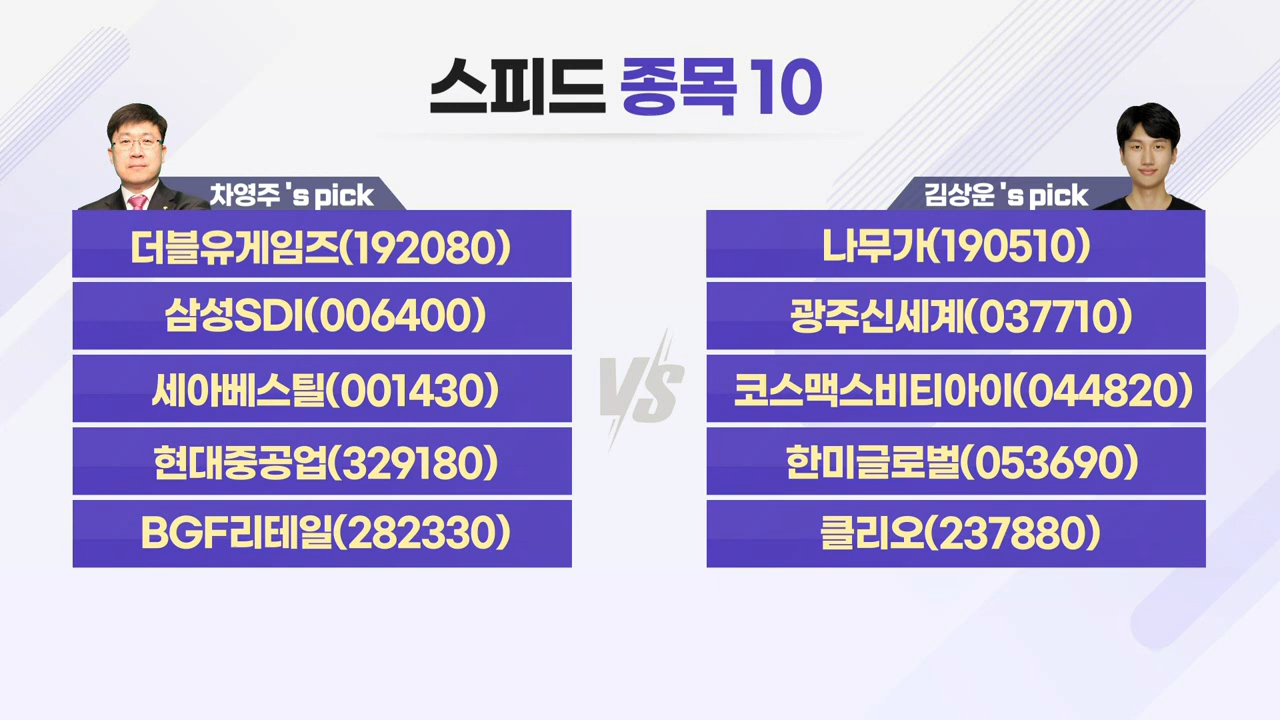 스피드 종목 10
차영주 's pick
더블유게임즈(192080)
삼성SDI(006400)
세아베스틸(001430)
현대중공업(329180)
BGF리테일(282330)
VS
김상운 's pick
나무가(190510)
광주신세계(037710)
코스맥스비티아이(044820)
한미글로벌(053690)
클리오(237880)